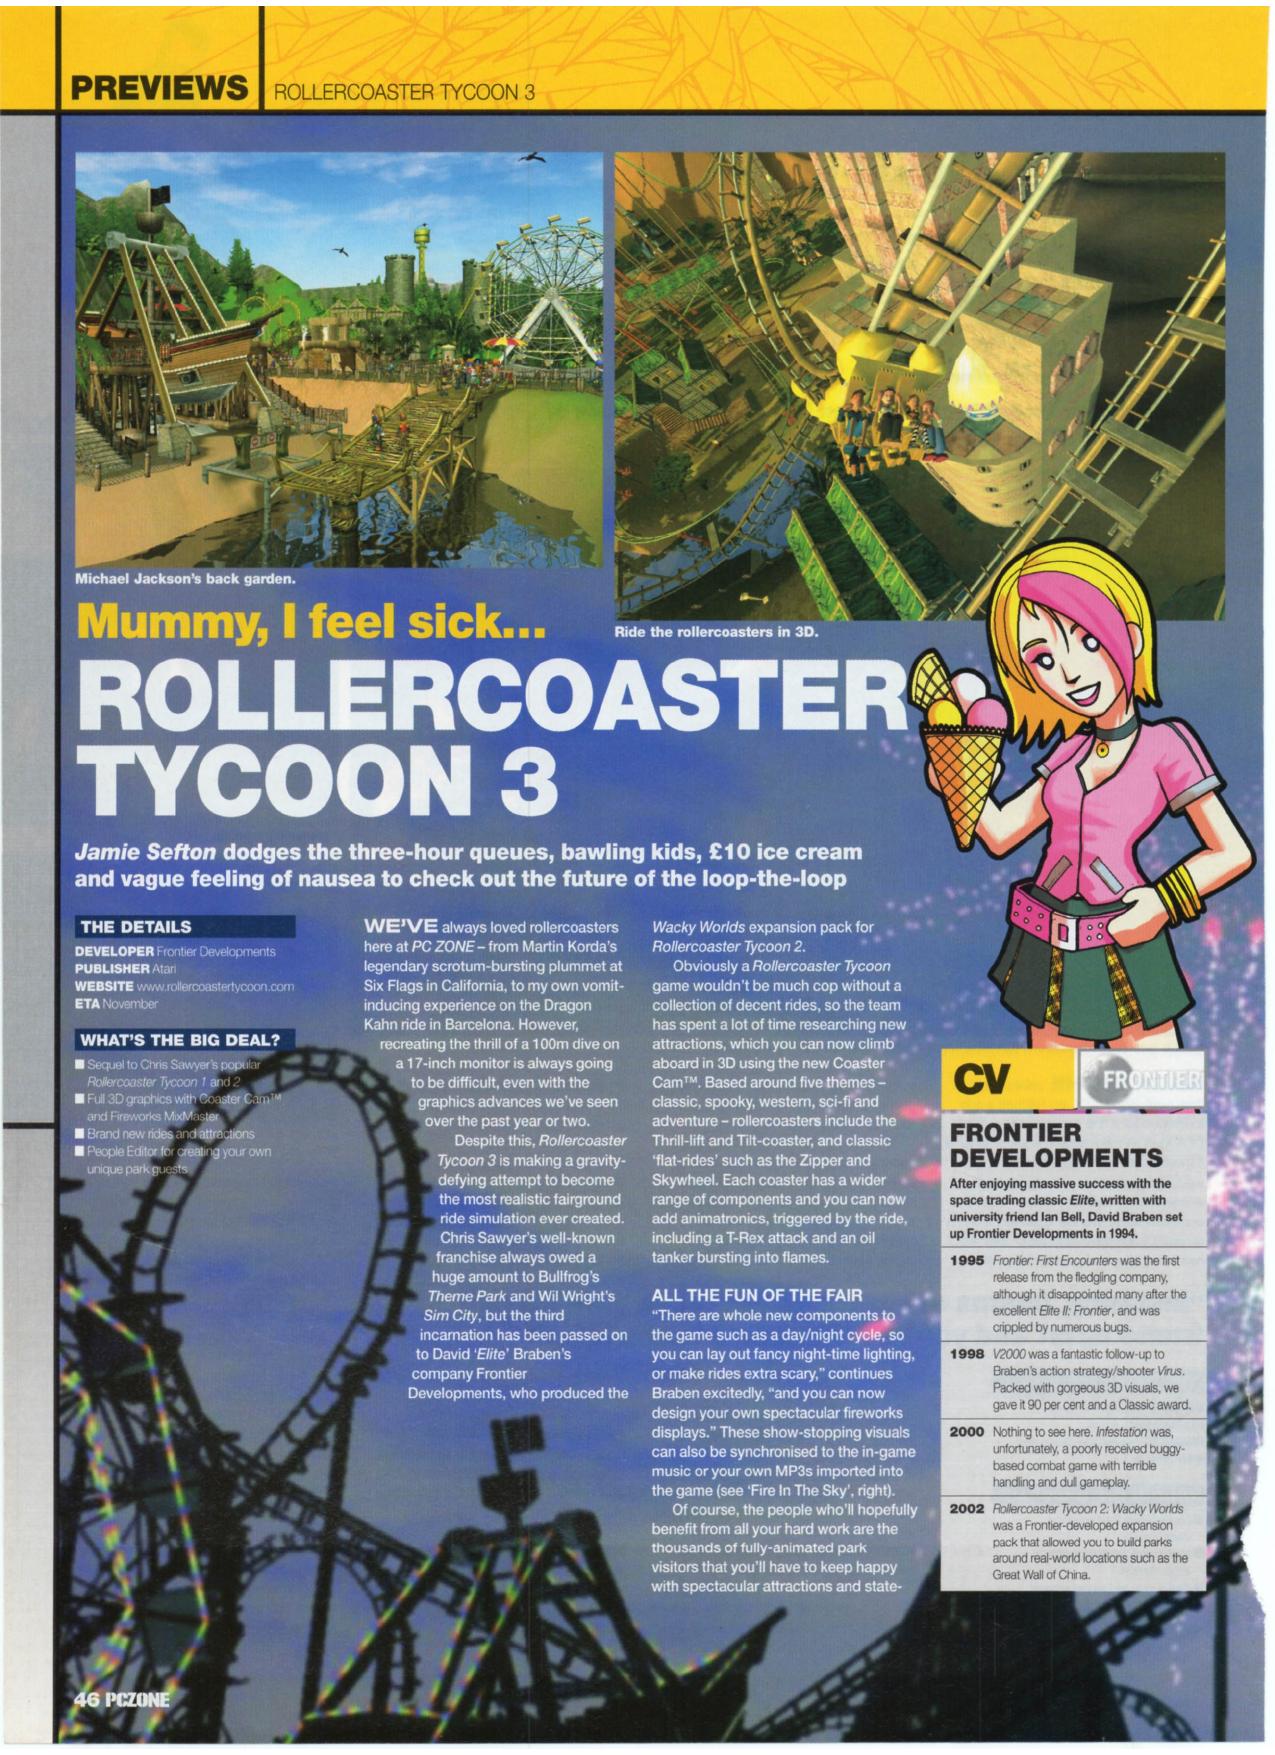 PREVIEWS
ROLLERCOASTER TYCOON 3
Michael Jackson's back garden.
Ride the rollercoasters in 3D.
Mummy, I feel sick...
ROLLERCOASTER
TYCOON 3
Jamie Sefton dodges the three-hour queues, bawling kids, £10 ice cream
and vague feeling of nausea to check out the future of the loop-the-loop
THE DETAILS
DEVELOPER Frontier Developments
PUBLISHER Atari
WEBSITE www.rollercoastertycoon.com
ETA November
WHAT'S THE BIG DEAL?
■ Sequel to Chris Sawyer's popular
Rollercoaster Tycoon 1 and 2
■ Full 3D graphics with Coaster Cam™
and Fireworks MixMaster
■ Brand new rides and attractions
■ People Editor for creating your own
unique park guests
WE'VE always loved rollercoasters
here at PC ZONE – from Martin Korda's
legendary scrotum-bursting plummet at
Six Flags in California, to my own vomit-
inducing experience on the Dragon
Kahn ride in Barcelona. However,
recreating the thrill of a 100m dive on
a 17-inch monitor is always going
to be difficult, even with the
graphics advances we've seen
over the past year or two.
Despite this, Rollercoaster
Tycoon 3 is making a gravity-
defying attempt to become
the most realistic fairground
ride simulation ever created.
Chris Sawyer's well-known
franchise always owed a
huge amount to Bullfrog's
Theme Park and Wil Wright's
Sim City, but the third
incarnation has been passed on
to David 'Elite' Braben's
company Frontier
Developments, who produced the
Wacky Worlds expansion pack for
Rollercoaster Tycoon 2.
Obviously a Rollercoaster Tycoon
game wouldn't be much cop without a
collection of decent rides, so the team
has spent a lot of time researching new
attractions, which you can now climb
aboard in 3D using the new Coaster
Cam™. Based around five themes –
classic, spooky, western, sci-fi and
adventure – rollercoasters include the
Thrill-lift and Tilt-coaster, and classic
'flat-rides' such as the Zipper and
Skywheel. Each coaster has a wider
range of components and you can now
add animatronics, triggered by the ride,
including a T-Rex attack and an oil
tanker bursting into flames.
ALL THE FUN OF THE FAIR
"There are whole new components to
the game such as a day/night cycle, so
you can lay out fancy night-time lighting,
or make rides extra scary," continues
Braben excitedly, "and you can now
design your own spectacular fireworks
displays." These show-stopping visuals
can also be synchronised to the in-game
music or your own MP3s imported into
the game (see 'Fire In The Sky', right).
Of course, the people who'll hopefully
benefit from all your hard work are the
thousands of fully-animated park
visitors that you'll have to keep happy
with spectacular attractions and state-
CV
FRONTIER
FRONTIER
DEVELOPMENTS
After enjoying massive success with the
space trading classic Elite, written with
university friend Ian Bell, David Braben set
up Frontier Developments in 1994.
1995 Frontier: First Encounters was the first
release from the fledgling company,
although it disappointed many after the
excellent Elite II: Frontier, and was
crippled by numerous bugs.
1998 V2000 was a fantastic follow-up to
Braben's action strategy/shooter Virus.
Packed with gorgeous 3D visuals, we
gave it 90 per cent and a Classic award.
2000 Nothing to see here. Infestation was,
unfortunately, a poorly received buggy-
based combat game with terrible
handling and dull gameplay.
2002 Rollercoaster Tycoon 2: Wacky Worlds
was a Frontier-developed expansion
pack that allowed you to build parks
around real-world locations such as the
Great Wall of China.
46 PCZONE